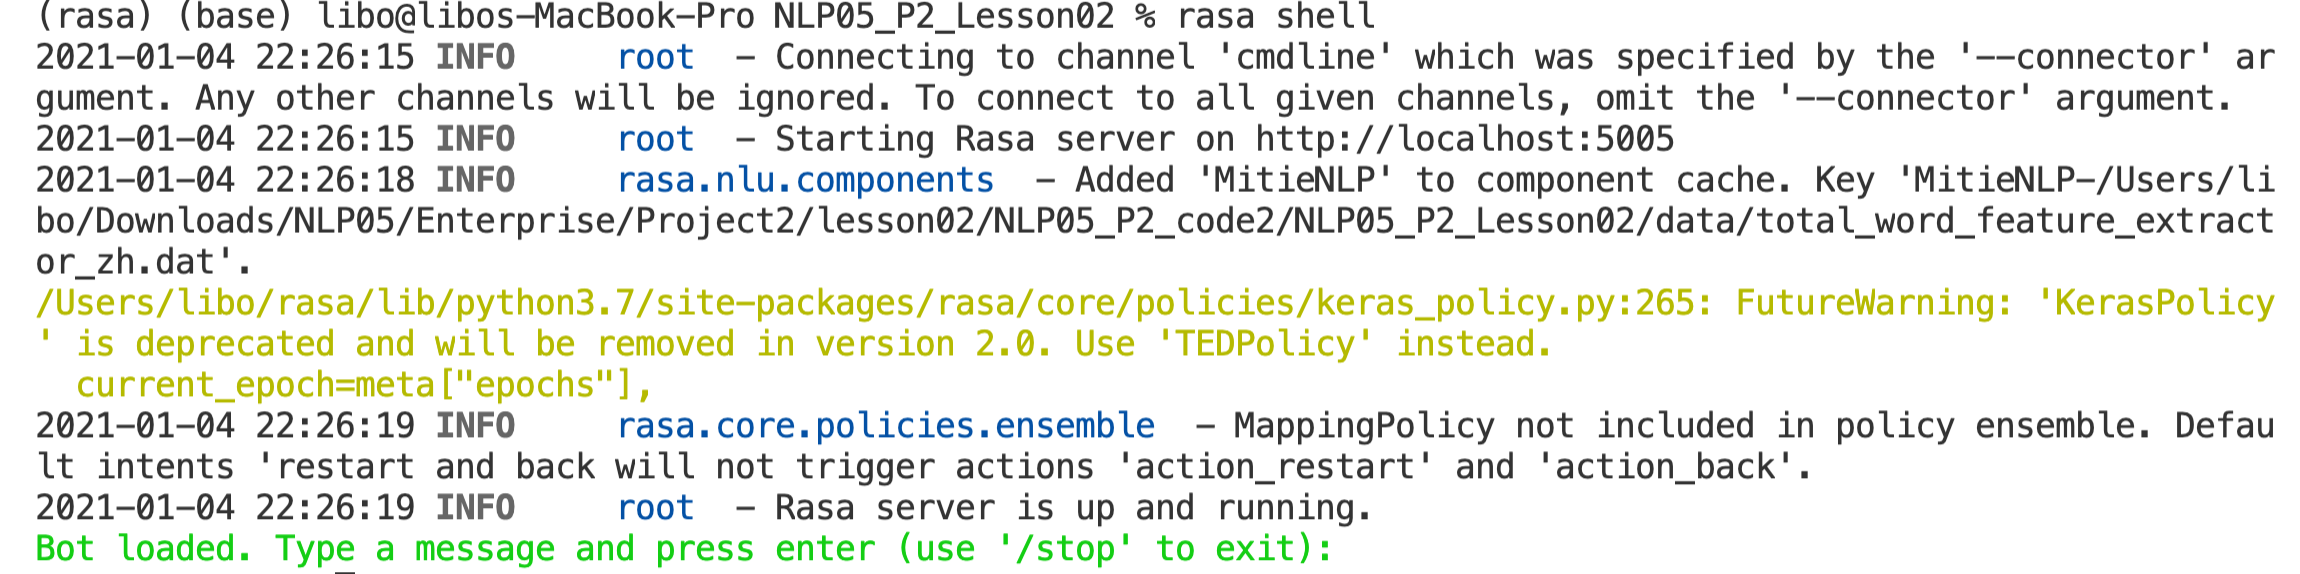 (rasa) (base) libo@libos-MacBook-Pro NLP05_P2_Lesson02 % rasa shell
2021-01-04 22:26:15 INFO     root  - Connecting to channel 'cmdline' which was specified by the '--connector' ar
gument. Any other channels will be ignored. To connect to all given channels, omit the '--connector' argument.
2021-01-04 22:26:15 INFO     root  - Starting Rasa server on http://localhost:5005
2021-01-04 22:26:18 INFO     rasa.nlu.components  - Added 'MitieNLP' to component cache. Key 'MitieNLP-/Users/li
bo/Downloads/NLP05/Enterprise/Project2/lesson02/NLP05_P2_code2/NLP05_P2_Lesson02/data/total_word_feature_extract
or_zh.dat'.
/Users/libo/rasa/lib/python3.7/site-packages/rasa/core/policies/keras_policy.py:265: FutureWarning: 'KerasPolicy
' is deprecated and will be removed in version 2.0. Use 'TEDPolicy' instead.
  current_epoch=meta["epochs"],
2021-01-04 22:26:19 INFO     rasa.core.policies.ensemble  - MappingPolicy not included in policy ensemble. Defau
lt intents 'restart and back will not trigger actions 'action_restart' and 'action_back'.
2021-01-04 22:26:19 INFO     root  - Rasa server is up and running.
Bot loaded. Type a message and press enter (use '/stop' to exit):